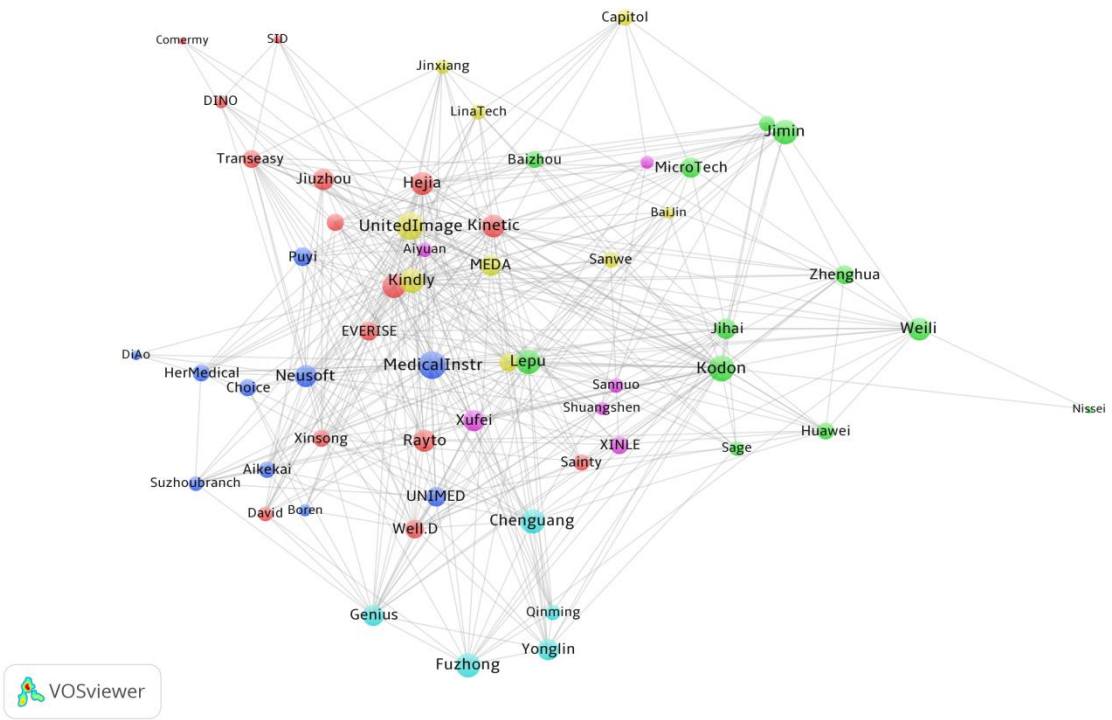 Capitol
Comermy
SID
Jinxiang
DINO
LinaTech
Jimin
Transeasy
Baizhou
MicroTech
Jiuzhou
Hejia
BaiJin
UnitedImage
Kinetic
Aiyuan
Puyi
MEDA
Sanwe
Zhenghua
Kindly
EVERISE
Jihai
Weili
DiAo
MedicalInstr
Lepu
Kodon
HerMedical
Neusoft
Choice
Sannuo
Shuangshen
Nissei
Xufei
Huawei
Xinsong
Rayto
XINLE
Sage
Sainty
Aikekai
Suzhoubranch
UNIMED
David
Boren
Well.D
Chenguang
Genius
Qinming
Yonglin
Fuzhong
VOSviewer